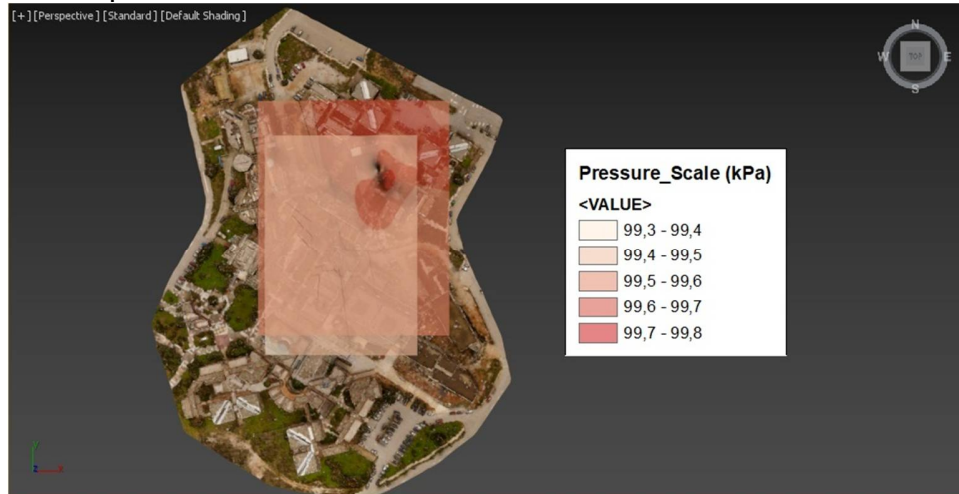 [+] [Perspective ] [Standard ] [Default Shading ]
N
W
TOP
E
S
Pressure_Scale (kPa)
<VALUE>
99,3 - 99,4
99,4 - 99,5
99,5 - 99,6
99,6 - 99,7
99,7 - 99,8
y
z
x